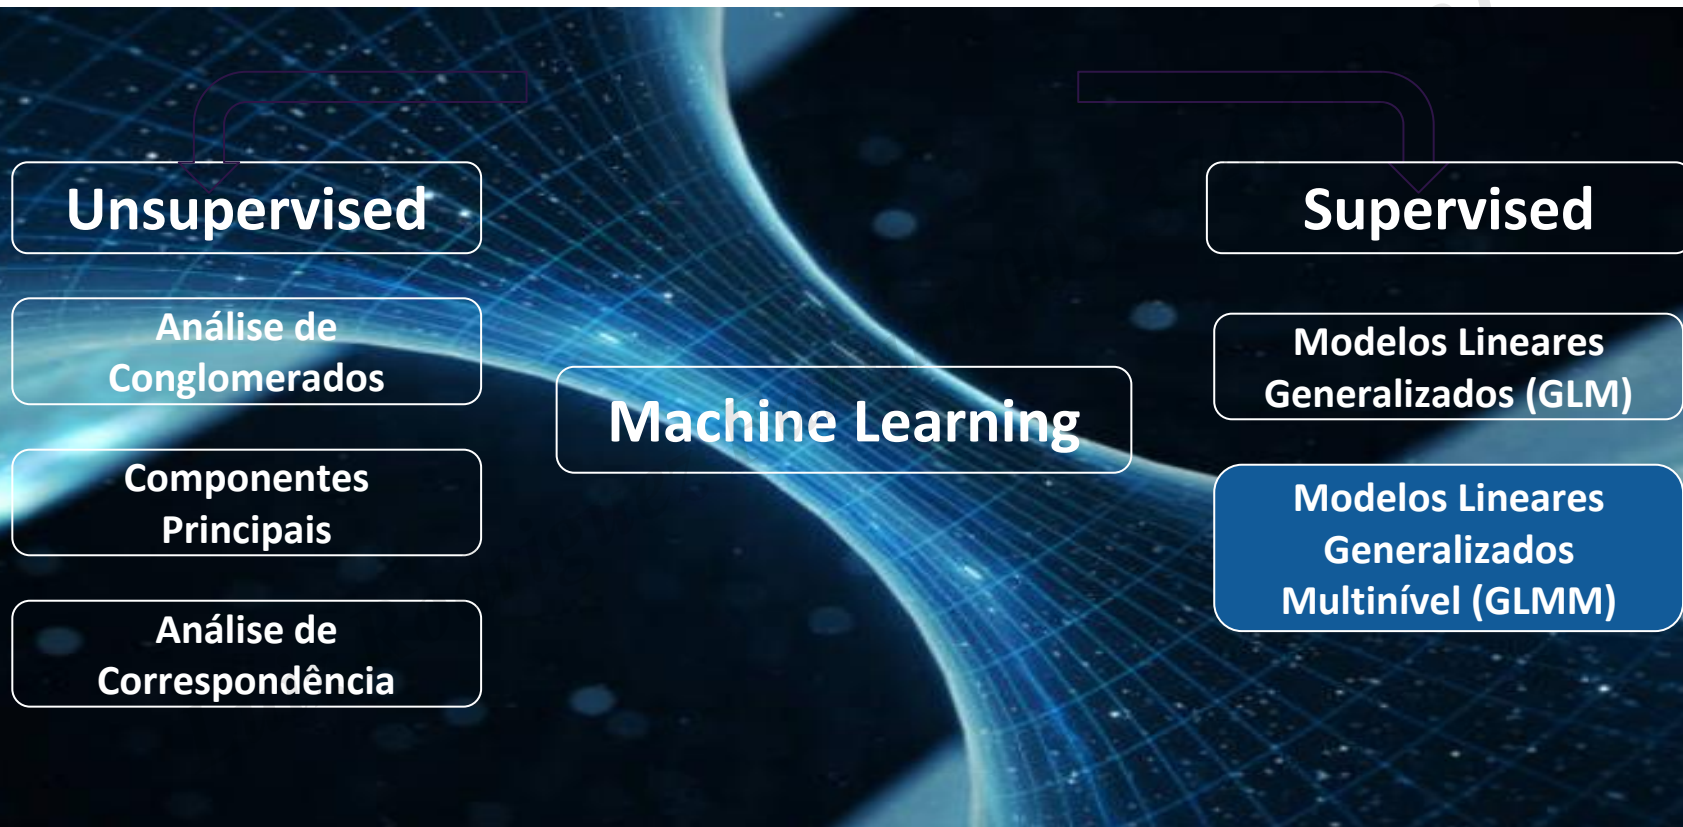 Unsupervised
Análise de
Conglomerados
Componentes
Principais
Análise de
Correspondência
Machine Learning
Supervised
Modelos Lineares
Generalizados (GLM)
Modelos Lineares
Generalizados
Multinível (GLMM)